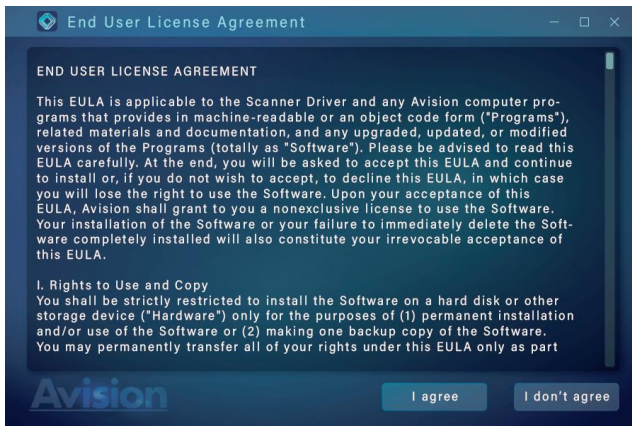 End User License Agreement
END USER LICENSE AGREEMENT
This EULA is applicable to the Scanner Driver and any Avision computer pro-
grams that provides in machine-readable or an object code form ("Programs"),
related materials and documentation, and any upgraded, updated, or modified
versions of the Programs (totally as "Software"). Please be advised to read this
EULA carefully. At the end, you will be asked to accept this EULA and continue
to install or, if you do not wish to accept, to decline this EULA, in which case
you will lose the right to use the Software. Upon your acceptance of this
EULA, Avision shall grant to you a nonexclusive license to use the Software.
Your installation of the Software or your failure to immediately delete the Soft-
ware completely installed will also constitute your irrevocable acceptance of
this EULA.
I. Rights to Use and Copy
You shall be strictly restricted to install the Software on a hard disk or other
storage device ("Hardware") only for the purposes of (1) permanent installation
and/or use of the Software or (2) making one backup copy of the Software.
You may permanently transfer all of your rights under this EULA only as part
Avision
I agree
I don't agree